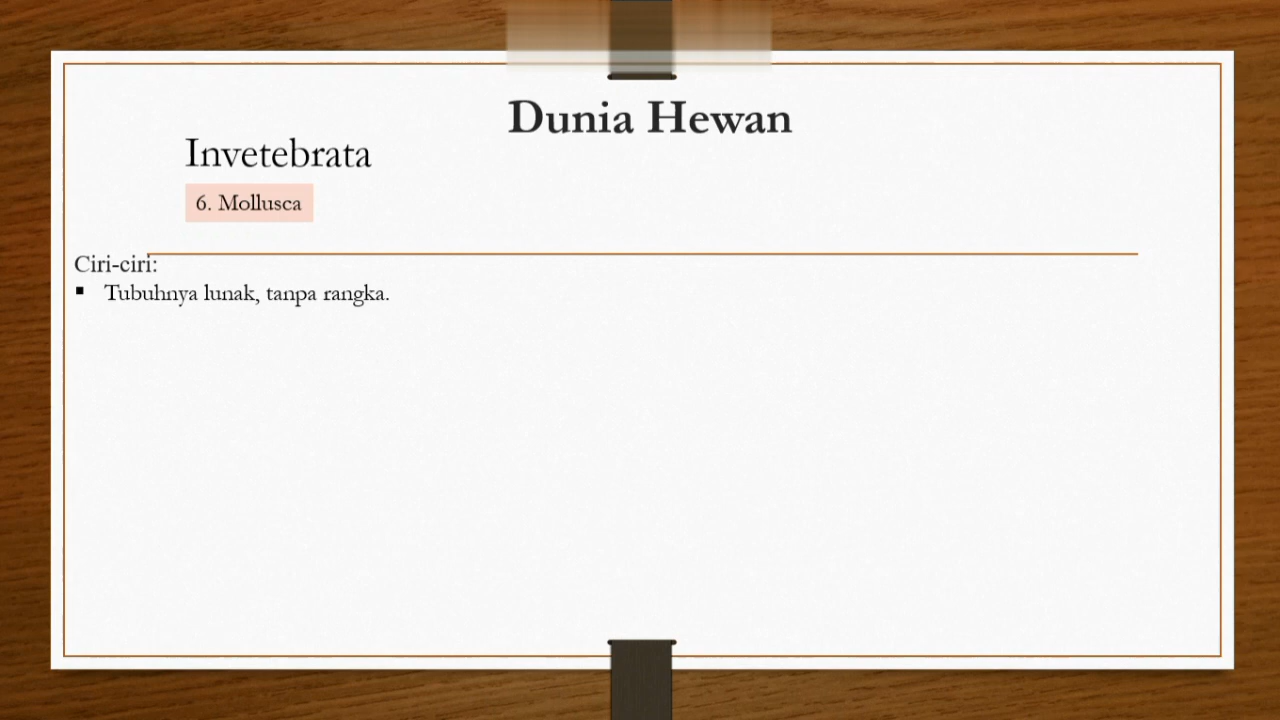 Dunia Hewan
Invetebrata
6. Mollusca
Ciri-ciri:
▪ Tubuhnya lunak, tanpa rangka.